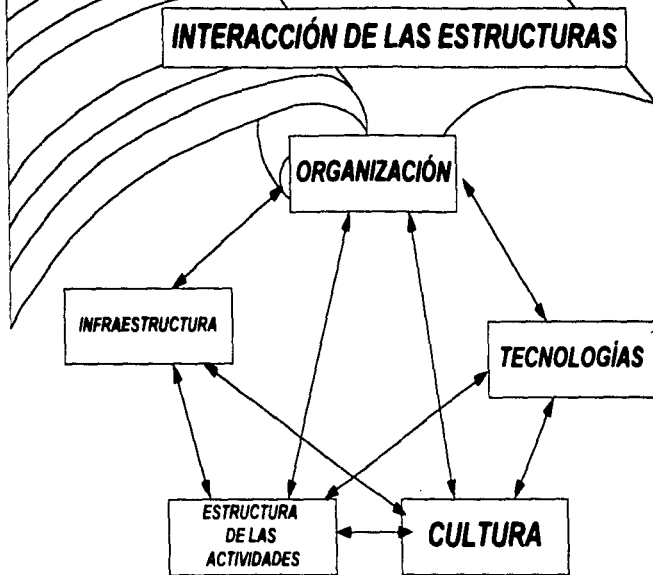 INTERACCIÓN DE LAS ESTRUCTURAS
ORGANIZACIÓN
INFRAESTRUCTURA
TECNOLOGÍAS
ESTRUCTURA
DE LAS
ACTIVIDADES
CULTURA